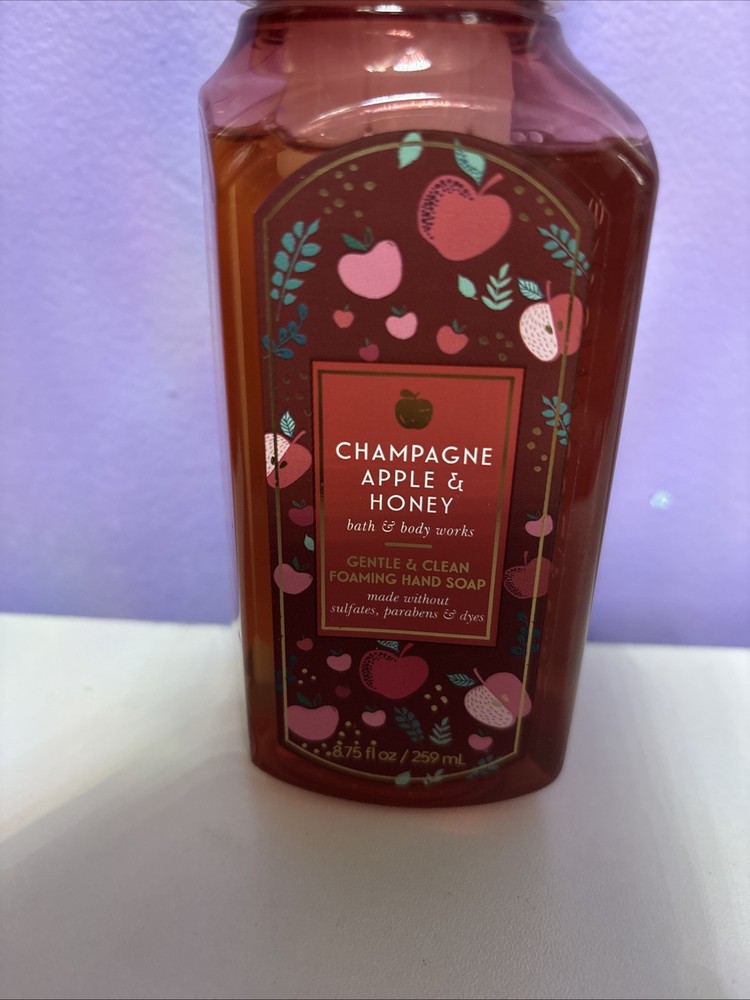 CHAMPAGNE
APPLE &
HONEY
bath & body works
GENTLE & CLEAN
FOAMING HAND SOAP
made without
sulfates, parabens & dyes
8.75 fl oz / 259 mL